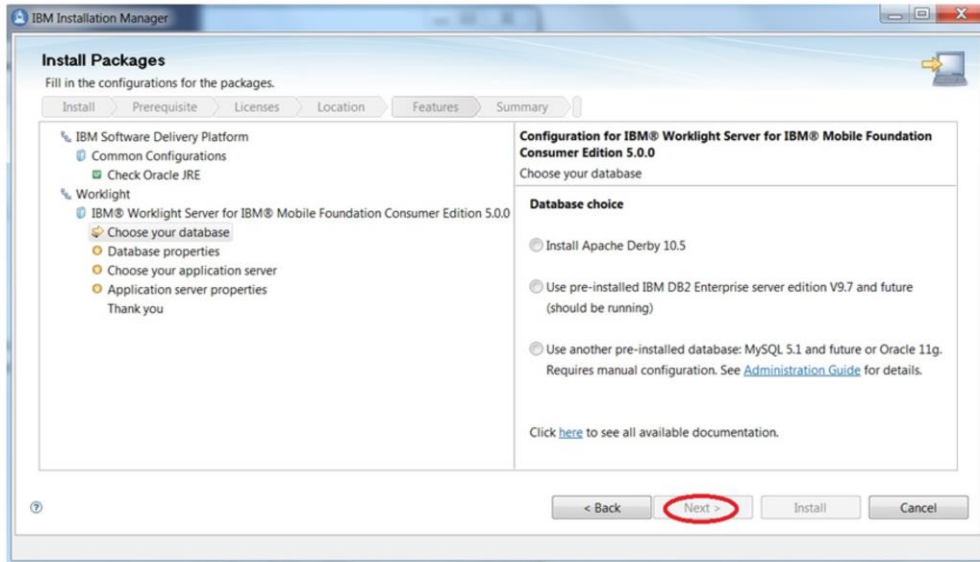 IBM Installation Manager
Install Packages
Fill in the configurations for the packages.
Install
Prerequisite
Licenses
Location
Features
Summary
IBM Software Delivery Platform
Common Configurations
Check Oracle JRE
Worklight
IBM® Worklight Server for IBM® Mobile Foundation Consumer Edition 5.0.0
Choose your database
Database properties
Choose your application server
Application server properties
Thank you
Configuration for IBM® Worklight Server for IBM® Mobile Foundation
Consumer Edition 5.0.0
Choose your database
Database choice
Install Apache Derby 10.5
Use pre-installed IBM DB2 Enterprise server edition V9.7 and future
(should be running)
Use another pre-installed database: MySQL 5.1 and future or Oracle 11g.
Requires manual configuration. See Administration Guide for details.
Click here to see all available documentation.
?
< Back
Next >
Install
Cancel